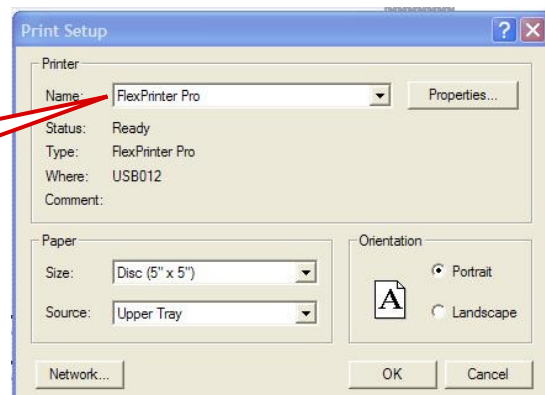 Print Setup
Printer
Name: FlexPrinter Pro Properties...
Status: Ready
Type: FlexPrinter Pro
Where: USB012
Comment:
Paper Orientation
Size: Disc (5" x 5") Portrait
A
Source: Upper Tray Landscape
Network... OK Cancel